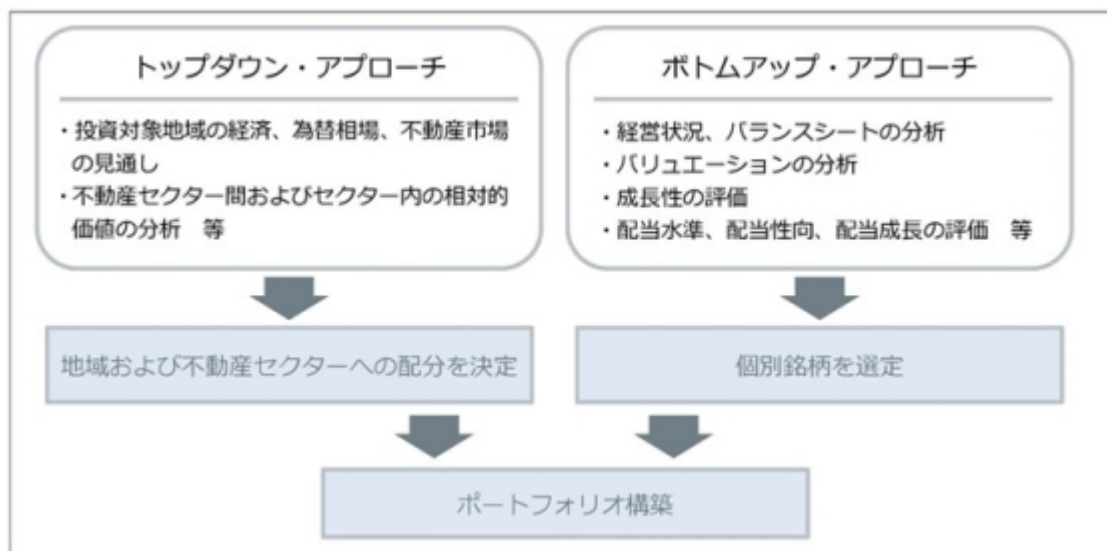 トップダウン・アプローチ
・投資対象地域の経済、為替相場、不動産市場
の見通し
・不動産セクター間およびセクター内の相対的
価値の分析　等
地域および不動産セクターへの配分を決定
ボトムアップ・アプローチ
・経営状況、バランスシートの分析
・バリュエーションの分析
・成長性の評価
・配当水準、配当性向、配当成長の評価　等
個別銘柄を選定
ポートフォリオ構築